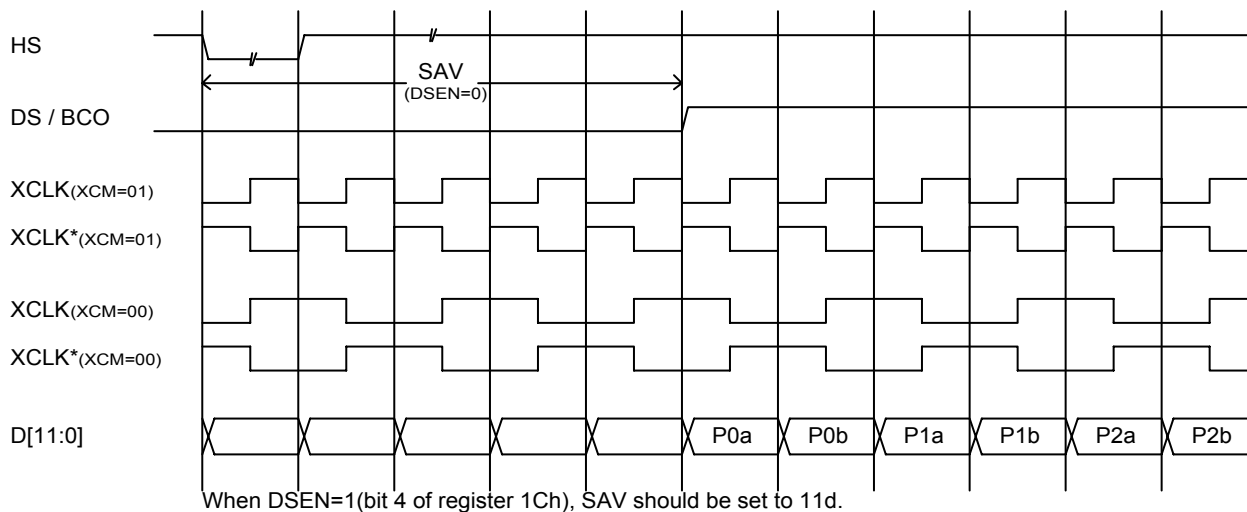 HS
SAV
(DSEN=0)
DS / BCO
XCLK(XCM=01)
XCLK*(XCM=01)
XCLK(XCM=00)
XCLK*(XCM=00)
D[11:0] P0a P0b P1a P1b P2a P2b
When DSEN=1(bit 4 of register 1Ch), SAV should be set to 11d.